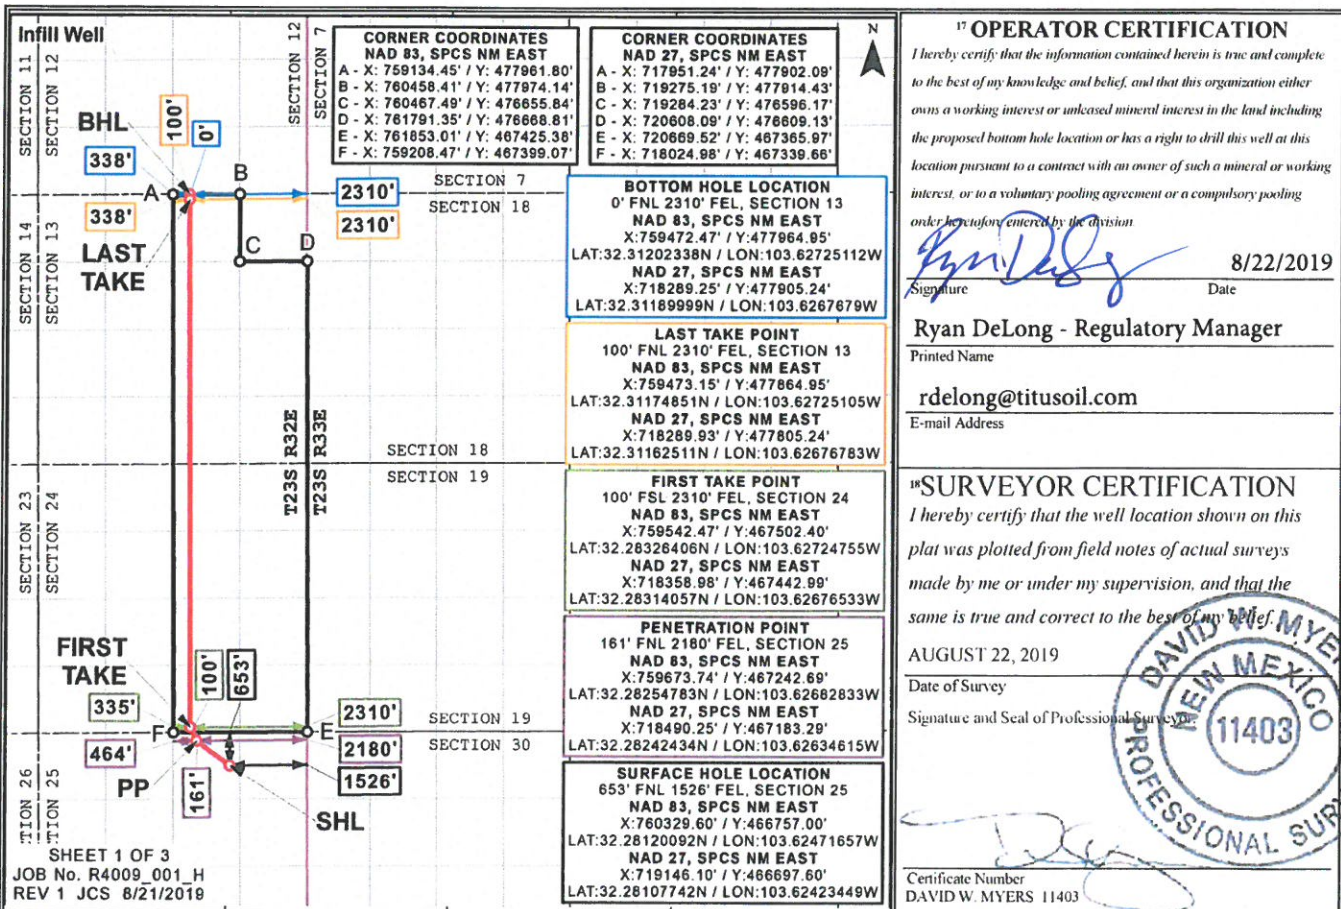 Infill Well
SECTION 11
SECTION 12
SECTION 12
SECTION 7
N
CORNER COORDINATES
NAD 83, SPCS NM EAST
A - X: 759134.45' / Y: 477961.80'
B - X: 760458.41' / Y: 477974.14'
C - X: 760467.49' / Y: 476655.84'
D - X: 761791.35' / Y: 476668.81'
E - X: 761853.01' / Y: 467425.38'
F - X: 759208.47' / Y: 467399.07'
CORNER COORDINATES
NAD 27, SPCS NM EAST
A - X: 717951.24' / Y: 477902.09'
B - X: 719275.19' / Y: 477914.43'
C - X: 719284.23' / Y: 476596.17'
D - X: 720608.09' / Y: 476609.13'
E - X: 720669.52' / Y: 467365.97'
F - X: 718024.98' / Y: 467339.66'
BHL
100'
0'
338'
A
B
2310'
SECTION 7
SECTION 18
338'
2310'
SECTION 14
SECTION 13
LAST
TAKE
C
D
T23S R32E
T23S R33E
SECTION 18
SECTION 19
SECTION 23
SECTION 24
FIRST
TAKE
100'
653'
335'
2310'
SECTION 19
F
E
SECTION 30
464'
2180'
PP
161'
1526'
SHL
TION 26
TION 25
SHEET 1 OF 3
JOB No. R4009_001_H
REV 1 JCS 8/21/2019
BOTTOM HOLE LOCATION
0' FNL 2310' FEL, SECTION 13
NAD 83, SPCS NM EAST
X:759472.47' / Y:477964.95'
LAT:32.31202338N / LON:103.62725112W
NAD 27, SPCS NM EAST
X:718289.25' / Y:477905.24'
LAT:32.31189999N / LON:103.6267679W
LAST TAKE POINT
100' FNL 2310' FEL, SECTION 13
NAD 83, SPCS NM EAST
X:759473.15' / Y:477864.95'
LAT:32.31174851N / LON:103.62725105W
NAD 27, SPCS NM EAST
X:718289.93' / Y:477805.24'
LAT:32.31162511N / LON:103.62676783W
FIRST TAKE POINT
100' FSL 2310' FEL, SECTION 24
NAD 83, SPCS NM EAST
X:759542.47' / Y:467502.40'
LAT:32.28326406N / LON:103.62724755W
NAD 27, SPCS NM EAST
X:718358.98' / Y:467442.99'
LAT:32.28314057N / LON:103.62676533W
PENETRATION POINT
161' FNL 2180' FEL, SECTION 25
NAD 83, SPCS NM EAST
X:759673.74' / Y:467242.69'
LAT:32.28254783N / LON:103.62682833W
NAD 27, SPCS NM EAST
X:718490.25' / Y:467183.29'
LAT:32.28242434N / LON:103.62634615W
SURFACE HOLE LOCATION
653' FNL 1526' FEL, SECTION 25
NAD 83, SPCS NM EAST
X:760329.60' / Y:466757.00'
LAT:32.28120092N / LON:103.62471657W
NAD 27, SPCS NM EAST
X:719146.10' / Y:466697.60'
LAT:32.28107742N / LON:103.62423449W
17 OPERATOR CERTIFICATION
I hereby certify that the information contained herein is true and complete
to the best of my knowledge and belief, and that this organization either
owns a working interest or unleased mineral interest in the land including
the proposed bottom hole location or has a right to drill this well at this
location pursuant to a contract with an owner of such a mineral or working
interest, or to a voluntary pooling agreement or a compulsory pooling
order heretofore entered by the division
8/22/2019
Signature Date
Ryan DeLong - Regulatory Manager
Printed Name
rdelong@titusoil.com
E-mail Address
18 SURVEYOR CERTIFICATION
I hereby certify that the well location shown on this
plat was plotted from field notes of actual surveys
made by me or under my supervision, and that the
same is true and correct to the best of my belief.
AUGUST 22, 2019
Date of Survey
Signature and Seal of Professional Surveyor:
DAVID W. MYE
NEW MEXICO
11403
PROFESSIONAL SUR
Certificate Number
DAVID W. MYERS 11403